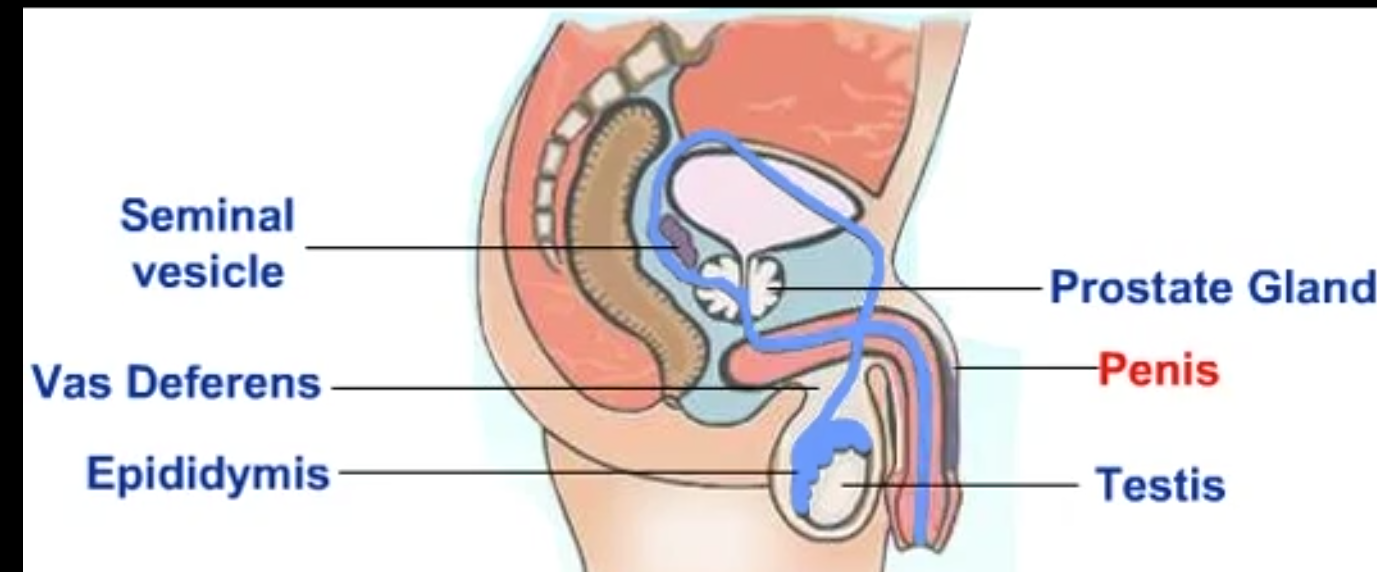 Seminal
vesicle
Prostate Gland
Penis
Vas Deferens
Epididymis
Testis